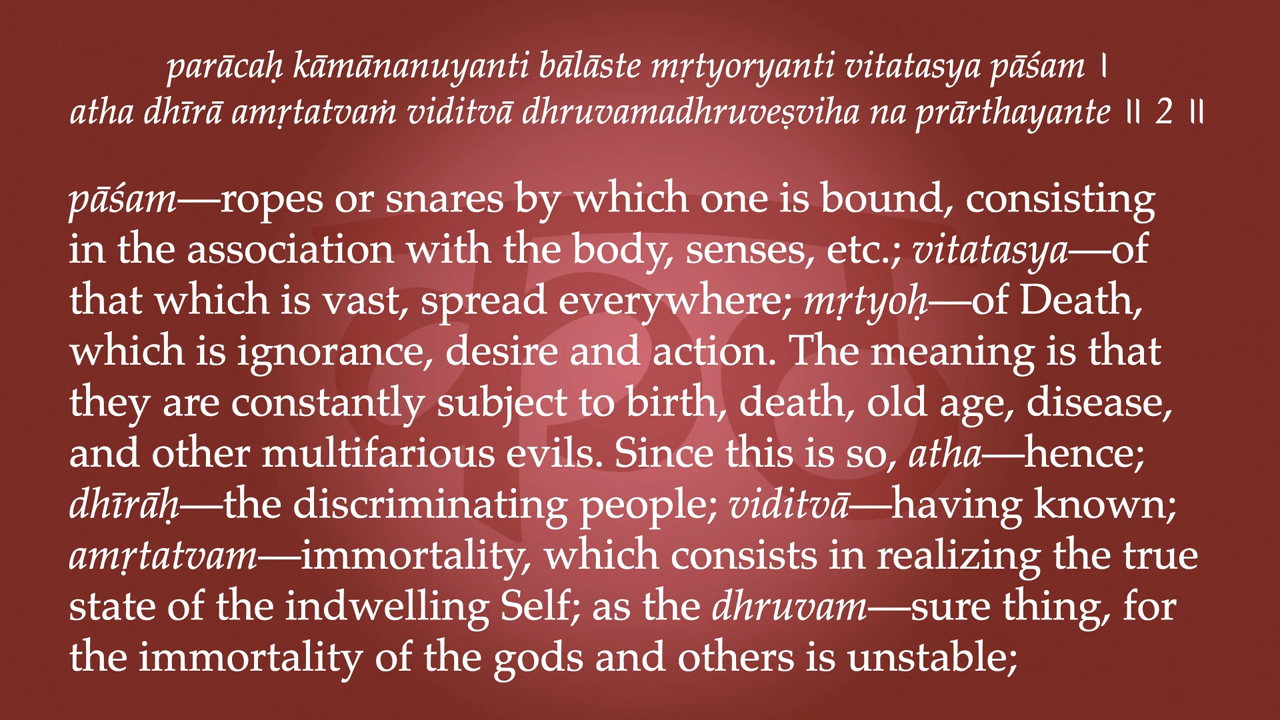 parācaḥ kāmānanuyanti bālāste mṛtyoryanti vitatasya pāśam ।
atha dhīrā amṛtatvaṁ viditvā dhruvamadhruveṣviha na prārthayante ॥ 2 ॥
pāśam—ropes or snares by which one is bound, consisting
in the association with the body, senses, etc.; vitatasya—of
that which is vast, spread everywhere; mṛtyoḥ—of Death,
which is ignorance, desire and action. The meaning is that
they are constantly subject to birth, death, old age, disease,
and other multifarious evils. Since this is so, atha—hence;
dhīrāḥ—the discriminating people; viditvā—having known;
amṛtatvam—immortality, which consists in realizing the true
state of the indwelling Self; as the dhruvam—sure thing, for
the immortality of the gods and others is unstable;